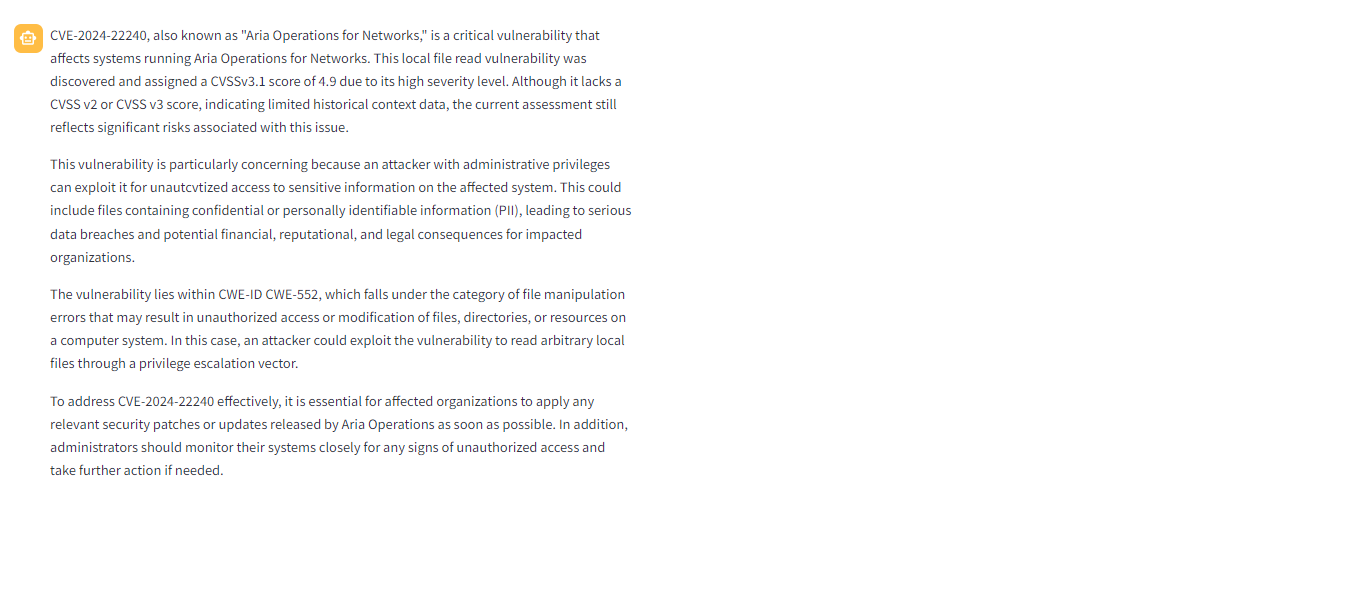 CVE-2024-22240, also known as "Aria Operations for Networks," is a critical vulnerability that
affects systems running Aria Operations for Networks. This local file read vulnerability was
discovered and assigned a CVSSv3.1 score of 4.9 due to its high severity level. Although it lacks a
CVSS v2 or CVSS v3 score, indicating limited historical context data, the current assessment still
reflects significant risks associated with this issue.
This vulnerability is particularly concerning because an attacker with administrative privileges
can exploit it for unautcvtized access to sensitive information on the affected system. This could
include files containing confidential or personally identifiable information (PII), leading to serious
data breaches and potential financial, reputational, and legal consequences for impacted
organizations.
The vulnerability lies within CWE-ID CWE-552, which falls under the category of file manipulation
errors that may result in unauthorized access or modification of files, directories, or resources on
a computer system. In this case, an attacker could exploit the vulnerability to read arbitrary local
files through a privilege escalation vector.
To address CVE-2024-22240 effectively, it is essential for affected organizations to apply any
relevant security patches or updates released by Aria Operations as soon as possible. In addition,
administrators should monitor their systems closely for any signs of unauthorized access and
take further action if needed.